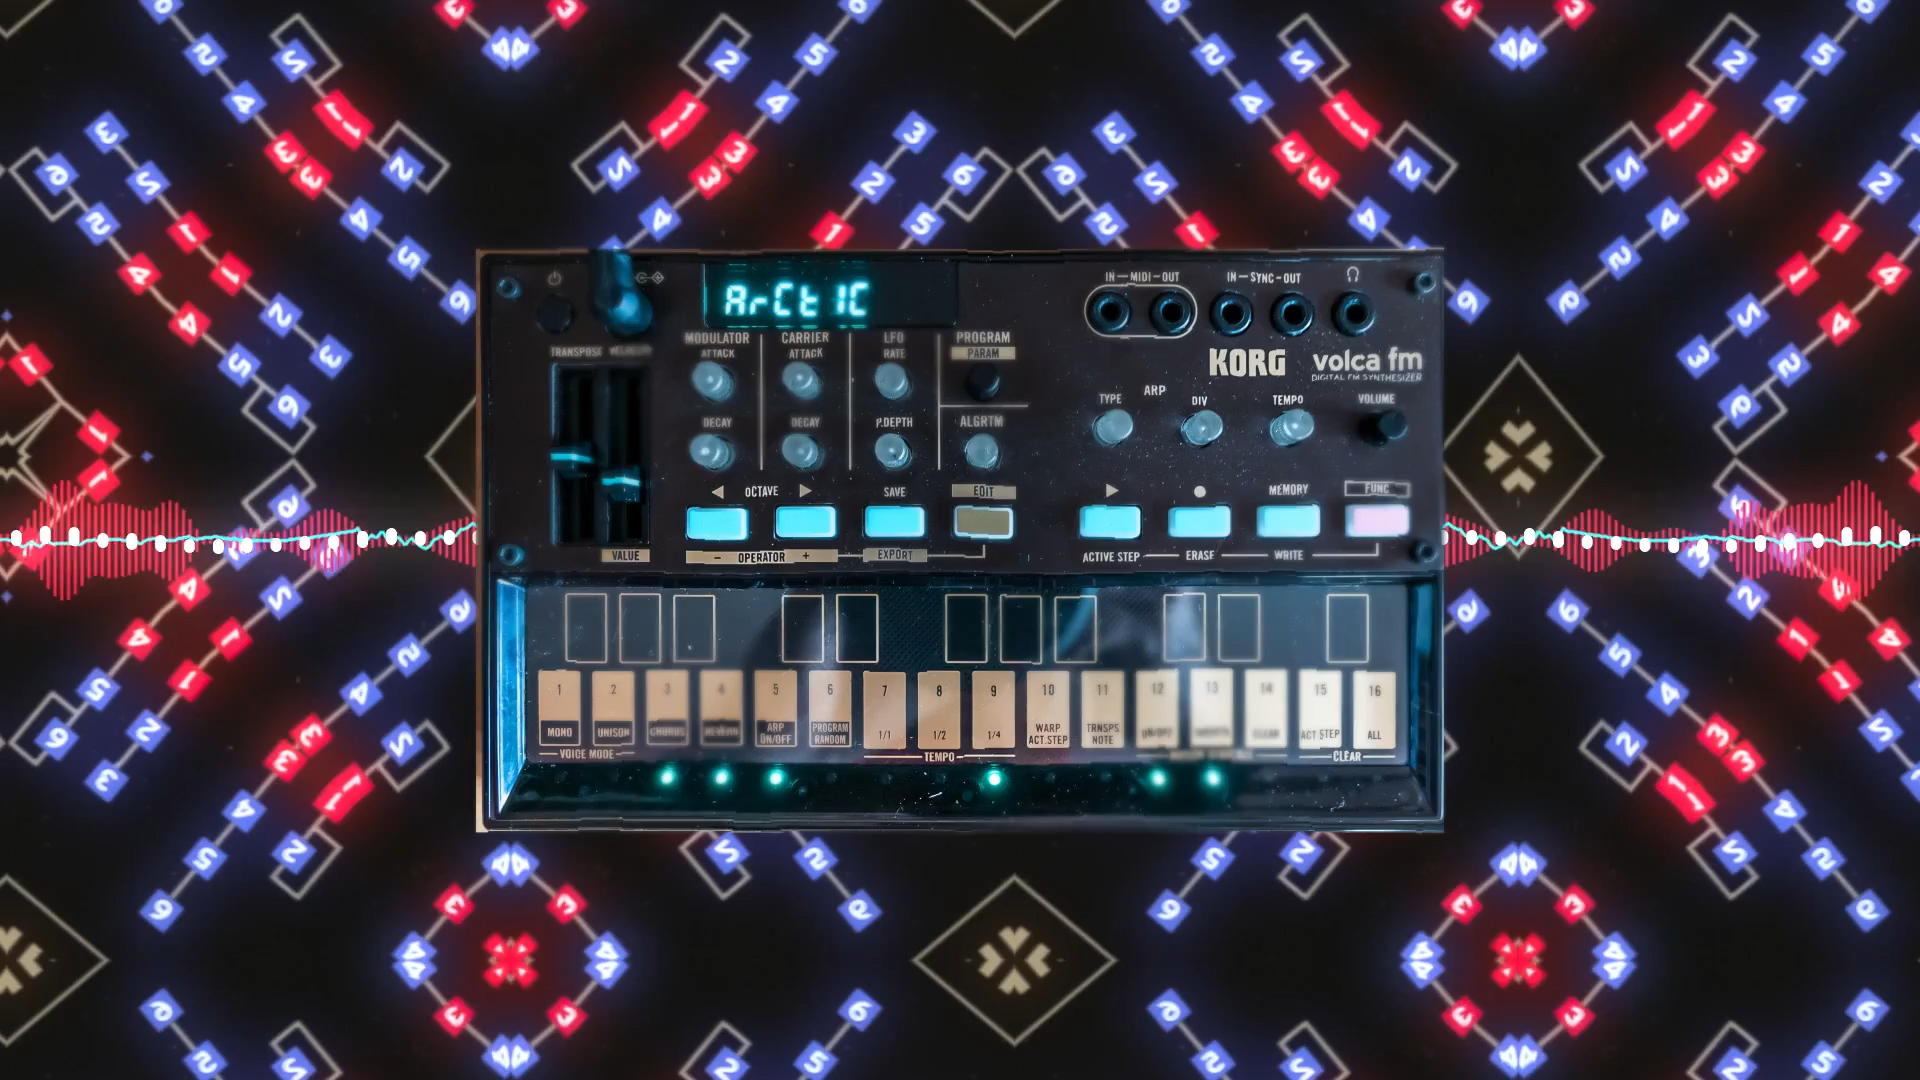 ArCtIC
IN – MIDI – OUT
IN – SYNC – OUT
MODULATOR
CARRIER
LFO
PROGRAM
ATTACK
ATTACK
RATE
PARAM
TRANSPOSE
KORG
volca fm
DIGITAL FM SYNTHESIZER
ARP
TYPE
DIV
TEMPO
VOLUME
DECAY
DECAY
P.DEPTH
ALGRTM
OCTAVE
SAVE
EDIT
MEMORY
FUNC
VALUE
– OPERATOR +
EXPORT
ACTIVE STEP
ERASE
WRITE
1 2 3 4 5 6 7 8 9 10 11 12 13 14 15 16
MONO
UNISON
CHORUS
ARP ON/OFF
PROGRAM RANDOM
1/1
1/2
1/4
WARP ACT.STEP
TRNSPS NOTE
ON/OFF
CLEAR
ACT STEP
ALL
VOICE MODE
TEMPO
CLEAR